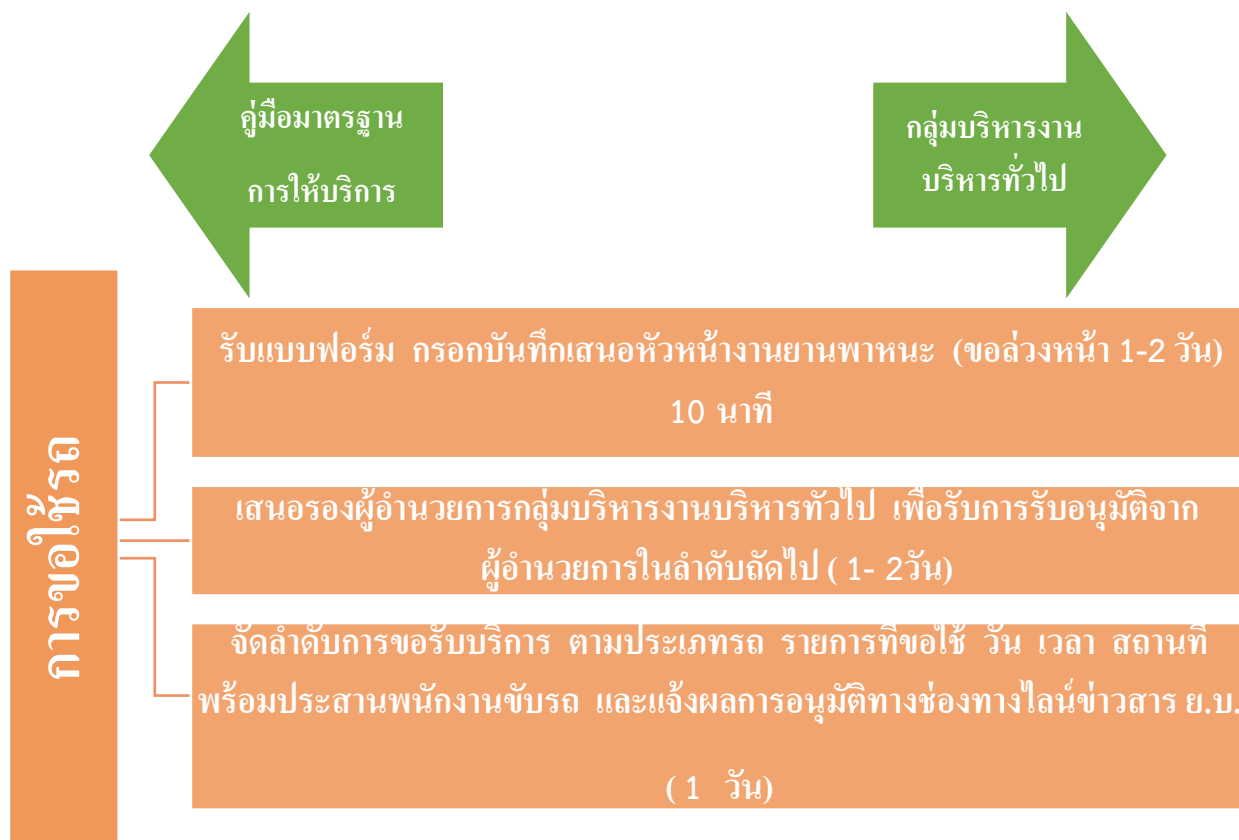 คู่มือมาตรฐาน
การให้บริการ
กลุ่มบริหารงาน
บริหารทั่วไป
การขอใช้รถ
รับแบบฟอร์ม กรอกบันทึกเสนอหัวหน้างานยานพาหนะ (ขอล่วงหน้า 1-2 วัน)
10 นาที
เสนอรองผู้อำนวยการกลุ่มบริหารงานบริหารทั่วไป เพื่อรับการรับอนุมัติจาก
ผู้อำนวยการในลำดับถัดไป ( 1- 2วัน)
จัดลำดับการขอรับบริการ ตามประเภทรถ รายการที่ขอใช้ วัน เวลา สถานที่
พร้อมประสานพนักงานขับรถ และแจ้งผลการอนุมัติทางช่องทางไลน์ข่าวสาร ย.บ.
( 1 วัน)